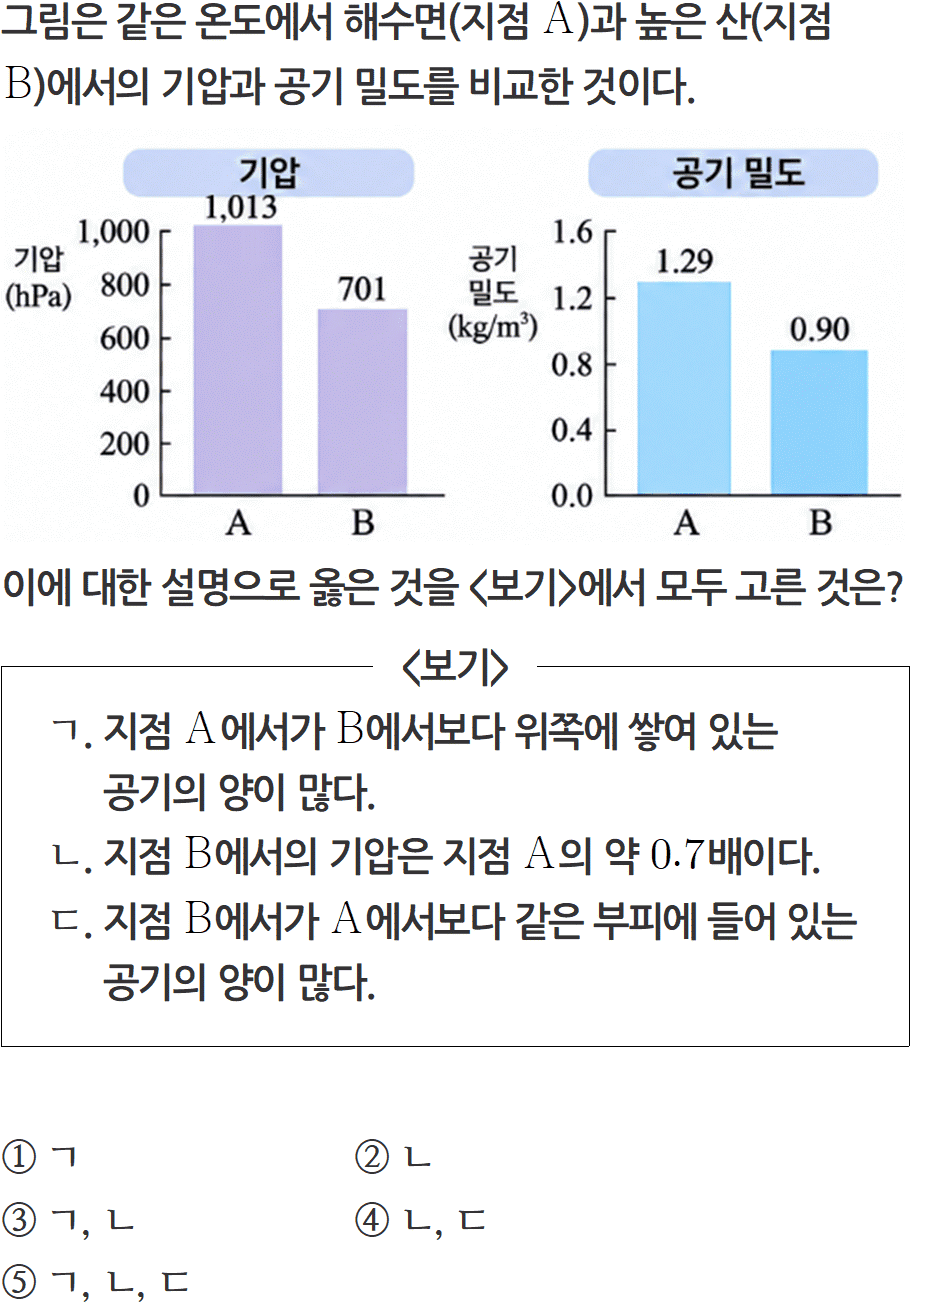 그림은 같은 온도에서 해수면(지점 A)과 높은 산(지점
B)에서의 기압과 공기 밀도를 비교한 것이다.
기압
기압
(hPa)
1,000
800
600
400
200
0
1,013
701
A B
공기 밀도
공기
밀도
(kg/m³)
1.6
1.2
0.8
0.4
0.0
1.29
0.90
A B
이에 대한 설명으로 옳은 것을 <보기>에서 모두 고른 것은?
<보기>
ㄱ. 지점 A에서가 B에서보다 위쪽에 쌓여 있는
공기의 양이 많다.
ㄴ. 지점 B에서의 기압은 지점 A의 약 0.7배이다.
ㄷ. 지점 B에서가 A에서보다 같은 부피에 들어 있는
공기의 양이 많다.
① ㄱ ② ㄴ
③ ㄱ, ㄴ ④ ㄴ, ㄷ
⑤ ㄱ, ㄴ, ㄷ